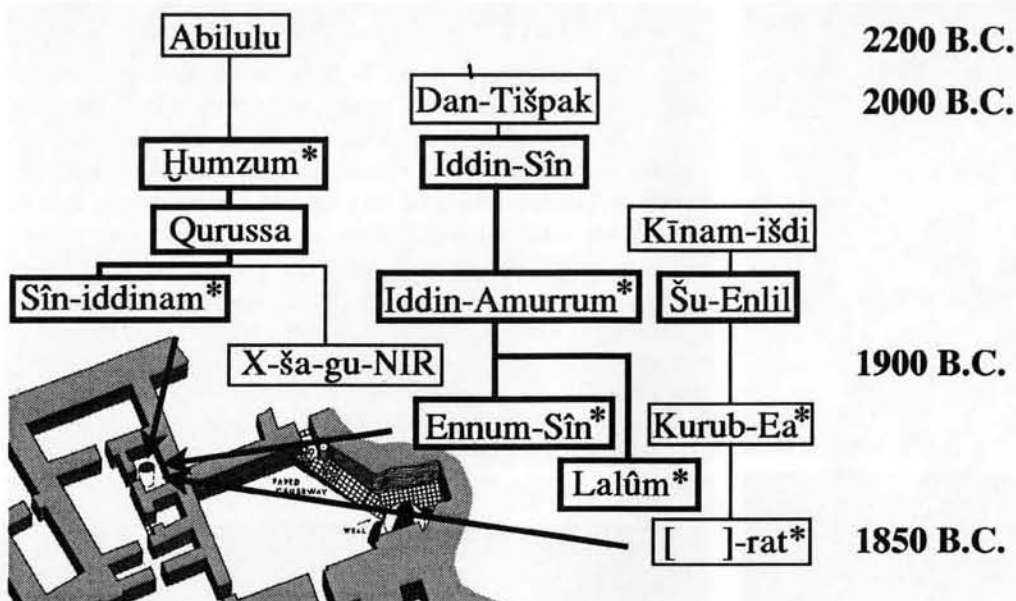 Abilulu
2200 B.C.
Dan-Tišpak
2000 B.C.
Ḫumzum*
Iddin-Sîn
Qurussa
Kīnam-išdi
Sîn-iddinam*
Iddin-Amurrum*
Šu-Enlil
X-ša-gu-NIR
1900 B.C.
Ennum-Sîn*
Kurub-Ea*
Lalûm*
PAVED
CAUSEWAY
WELL
[ ]-rat*
1850 B.C.